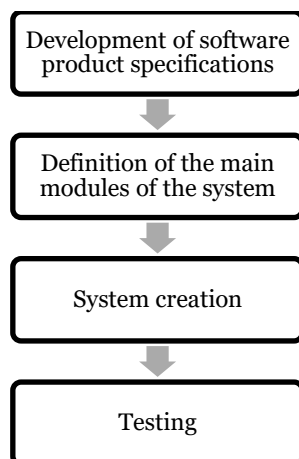 Development of software
product specifications
Definition of the main
modules of the system
System creation
Testing